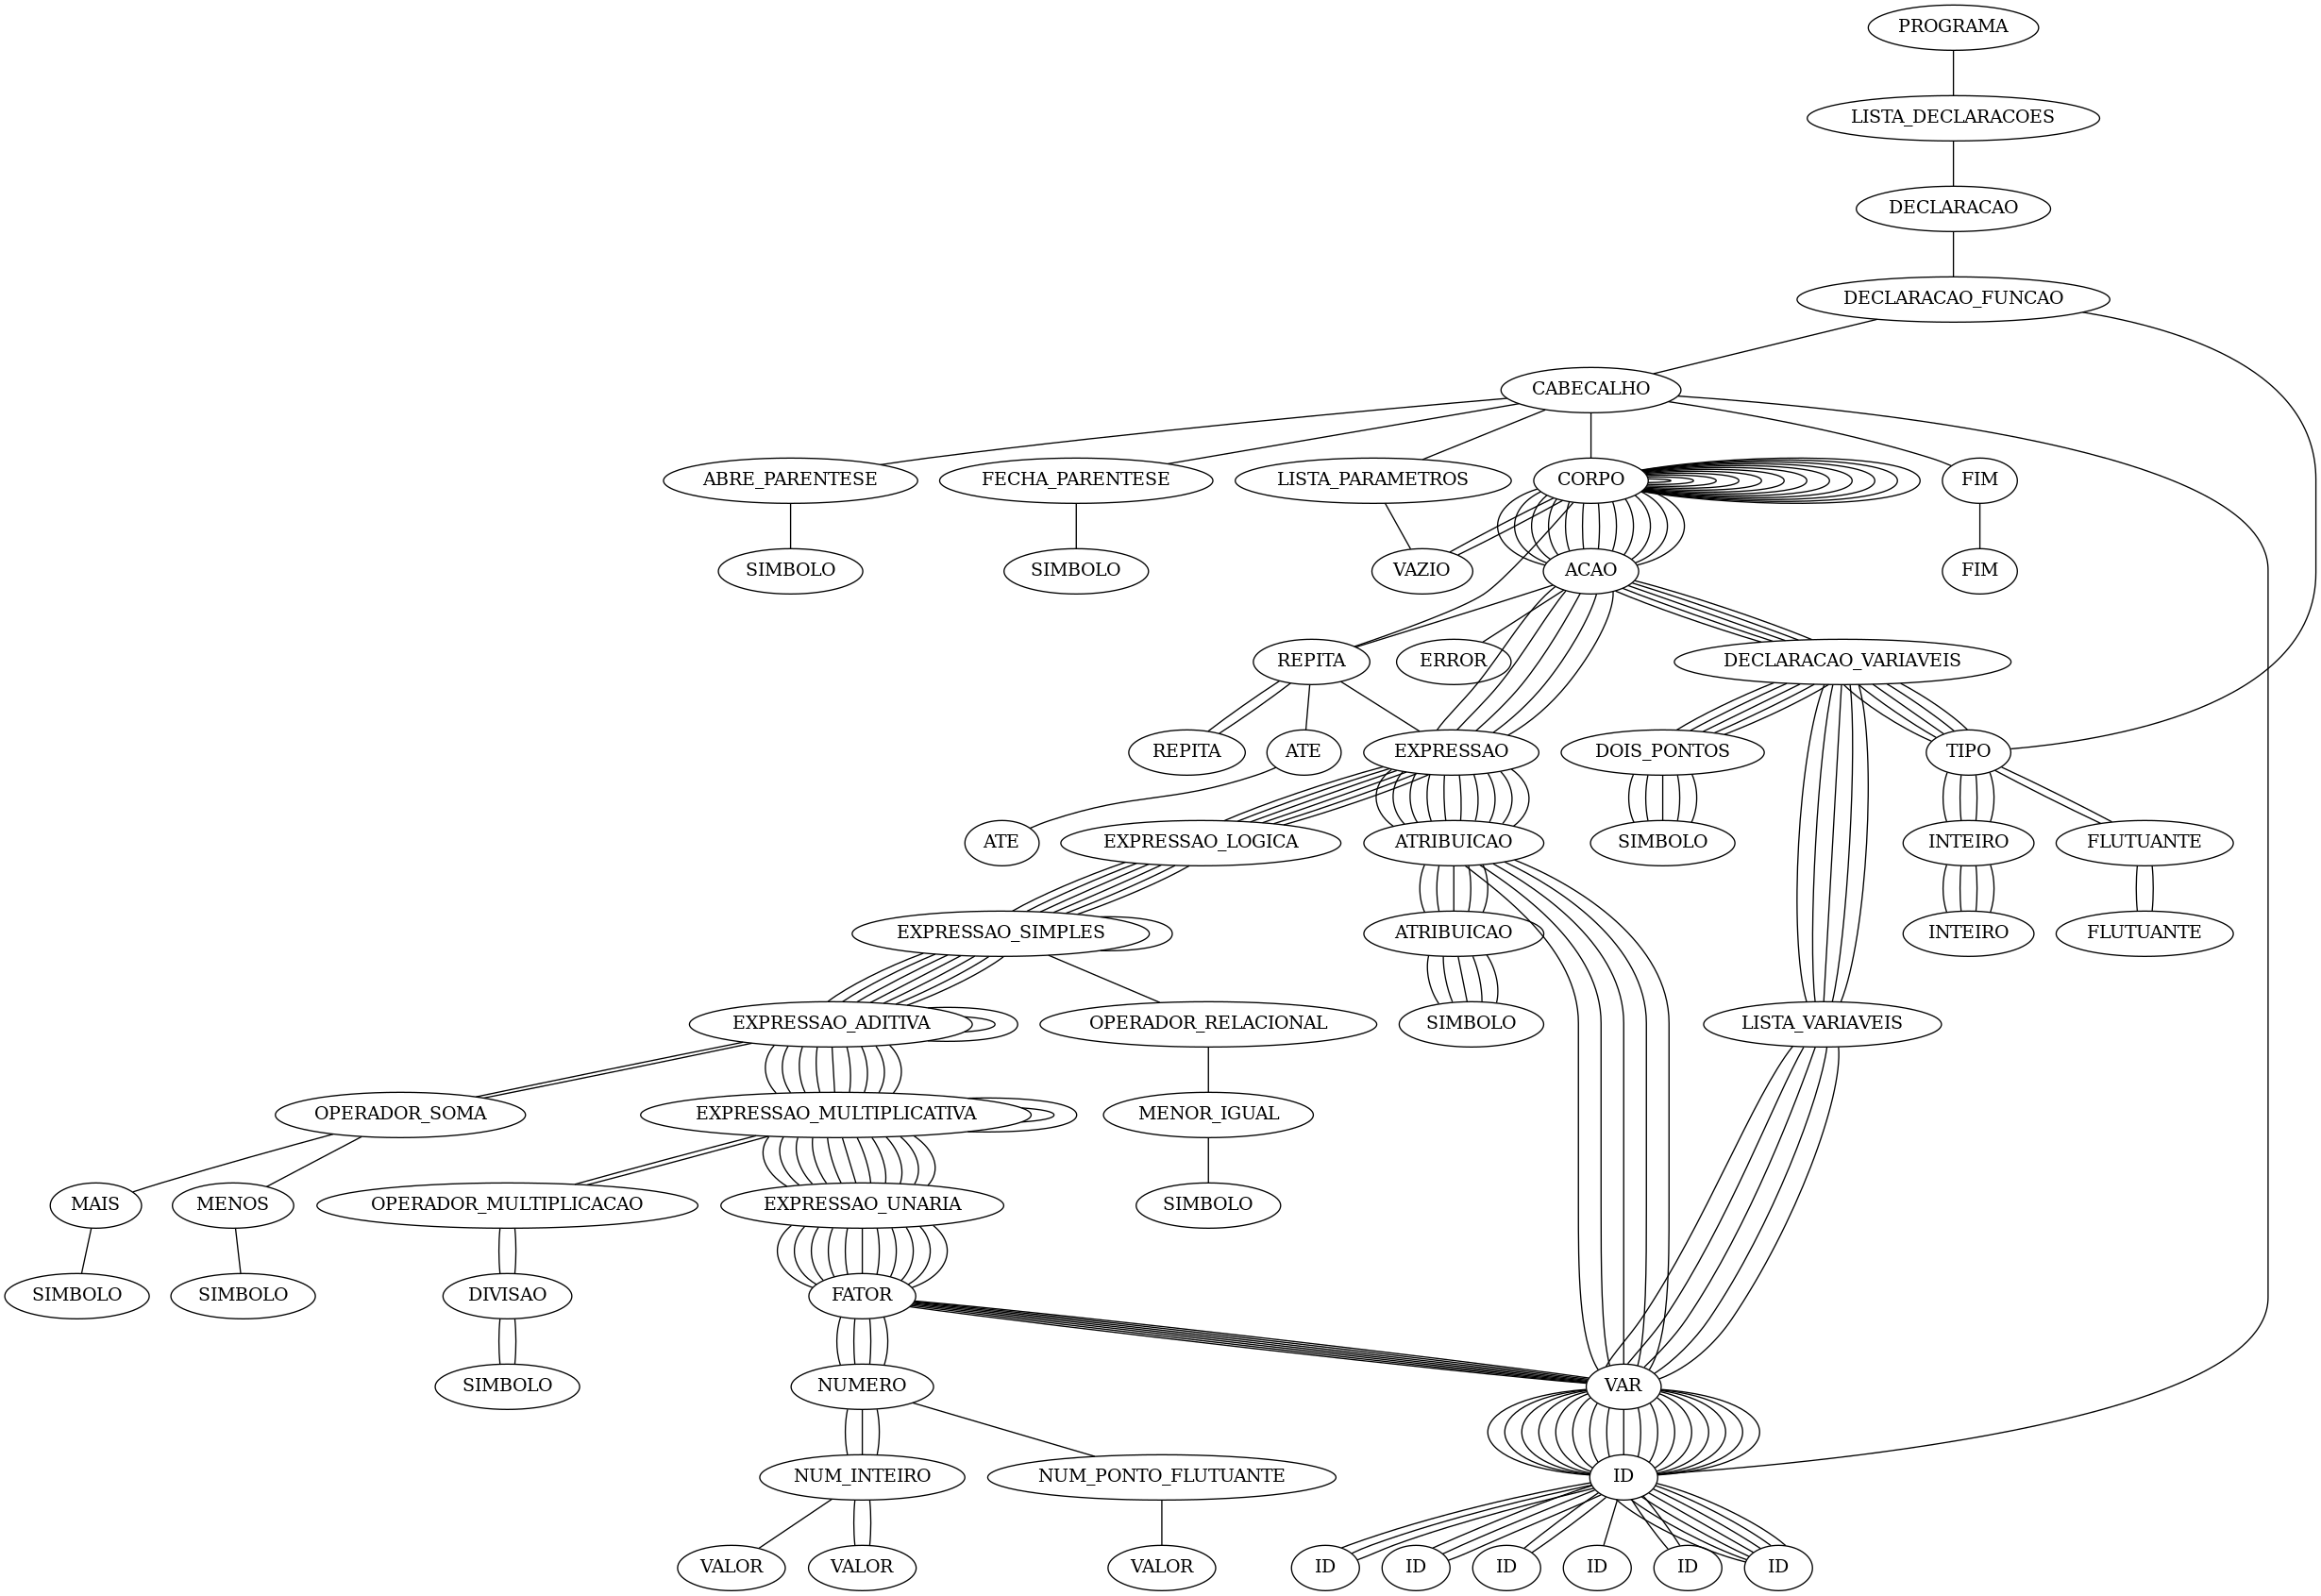 PROGRAMA
LISTA_DECLARACOES
DECLARACAO
DECLARACAO_FUNCAO
CABECALHO
ABRE_PARENTESE
FECHA_PARENTESE
LISTA_PARAMETROS
CORPO
FIM
SIMBOLO
SIMBOLO
VAZIO
ACAO
FIM
REPITA
ERROR
DECLARACAO_VARIAVEIS
REPITA
ATE
EXPRESSAO
DOIS_PONTOS
TIPO
ATE
EXPRESSAO_LOGICA
ATRIBUICAO
SIMBOLO
INTEIRO
FLUTUANTE
EXPRESSAO_SIMPLES
ATRIBUICAO
INTEIRO
FLUTUANTE
EXPRESSAO_ADITIVA
OPERADOR_RELACIONAL
SIMBOLO
LISTA_VARIAVEIS
OPERADOR_SOMA
EXPRESSAO_MULTIPLICATIVA
MENOR_IGUAL
MAIS
MENOS
OPERADOR_MULTIPLICACAO
EXPRESSAO_UNARIA
SIMBOLO
SIMBOLO
SIMBOLO
DIVISAO
FATOR
SIMBOLO
NUMERO
VAR
NUM_INTEIRO
NUM_PONTO_FLUTUANTE
ID
VALOR
VALOR
VALOR
ID
ID
ID
ID
ID
ID